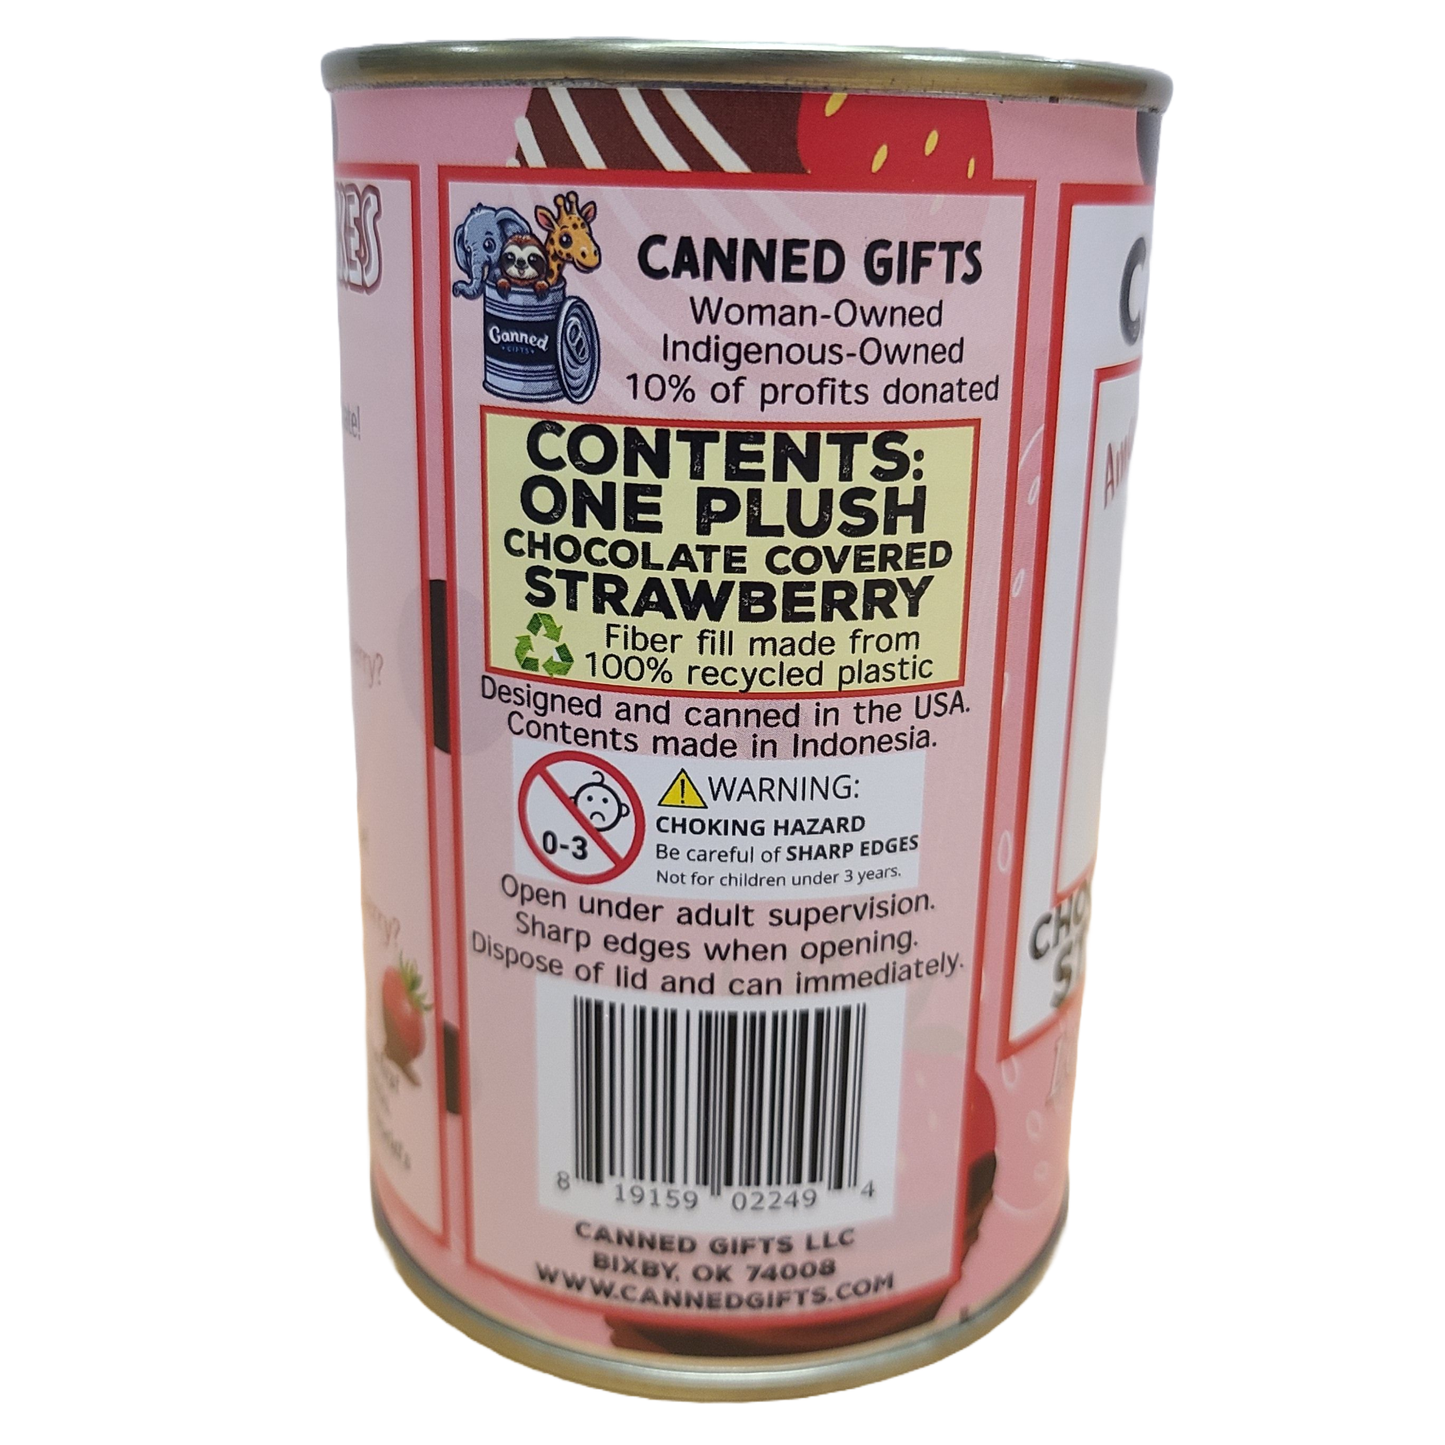 Canned
GIFTS
CANNED GIFTS
Woman-Owned
Indigenous-Owned
10% of profits donated
CONTENTS:
ONE PLUSH
CHOCOLATE COVERED
STRAWBERRY
Fiber fill made from
100% recycled plastic
Designed and canned in the USA.
Contents made in Indonesia.
0-3
WARNING:
CHOKING HAZARD
Be careful of SHARP EDGES
Not for children under 3 years.
Open under adult supervision.
Sharp edges when opening.
Dispose of lid and can immediately.
8 19159 02249 4
CANNED GIFTS LLC
BIXBY, OK 74008
WWW.CANNEDGIFTS.COM